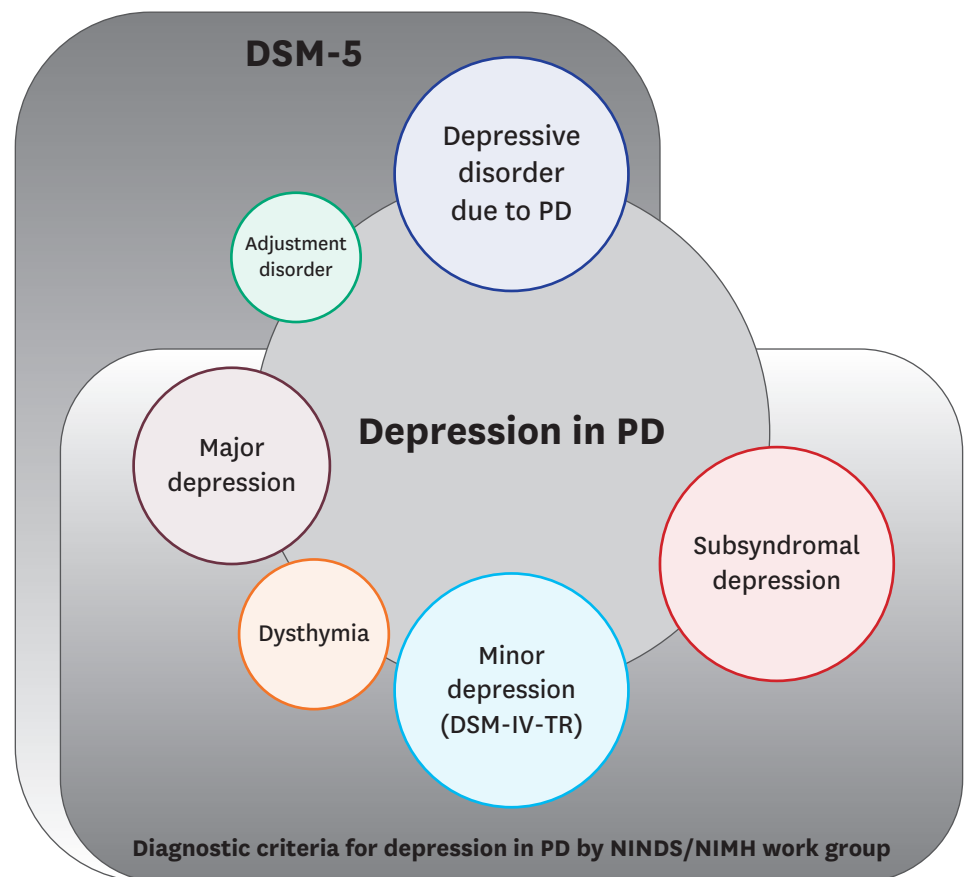 DSM-5
Depressive
disorder
due to PD
Adjustment
disorder
Depression in PD
Major
depression
Subsyndromal
depression
Dysthymia
Minor
depression
(DSM-IV-TR)
Diagnostic criteria for depression in PD by NINDS/NIMH work group